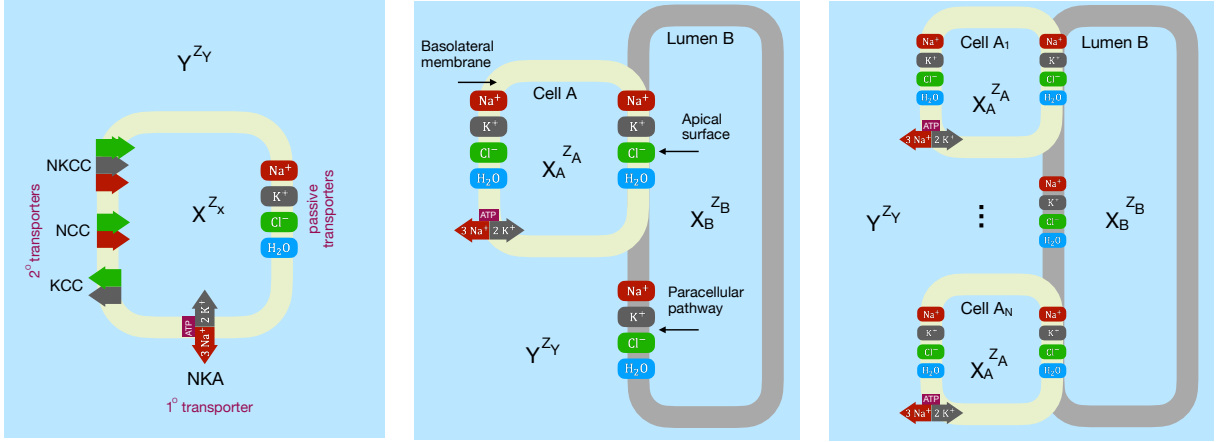 Y^Z_Y
NKCC
NCC
KCC
2° transporters
X^Z_x
Na⁺
K⁺
Cl⁻
H₂O
passive
transporters
ATP
2 K⁺
3 Na⁺
NKA
1° transporter
Basolateral
membrane
Lumen B
Cell A
Na⁺
K⁺
Cl⁻
H₂O
X_A^Z_A
Na⁺
K⁺
Cl⁻
H₂O
Apical
surface
ATP
3 Na⁺ 2 K⁺
X_B^Z_B
Na⁺
K⁺
Cl⁻
H₂O
Paracellular
pathway
Y^Z_Y
Cell A₁
Lumen B
Na⁺
K⁺
Cl⁻
H₂O
X_A^Z_A
Na⁺
K⁺
Cl⁻
H₂O
ATP
3 Na⁺ 2 K⁺
Na⁺
K⁺
Cl⁻
H₂O
Y^Z_Y
⋮
X_B^Z_B
Cell A_N
Na⁺
K⁺
Cl⁻
H₂O
X_A^Z_A
Na⁺
K⁺
Cl⁻
H₂O
ATP
3 Na⁺ 2 K⁺